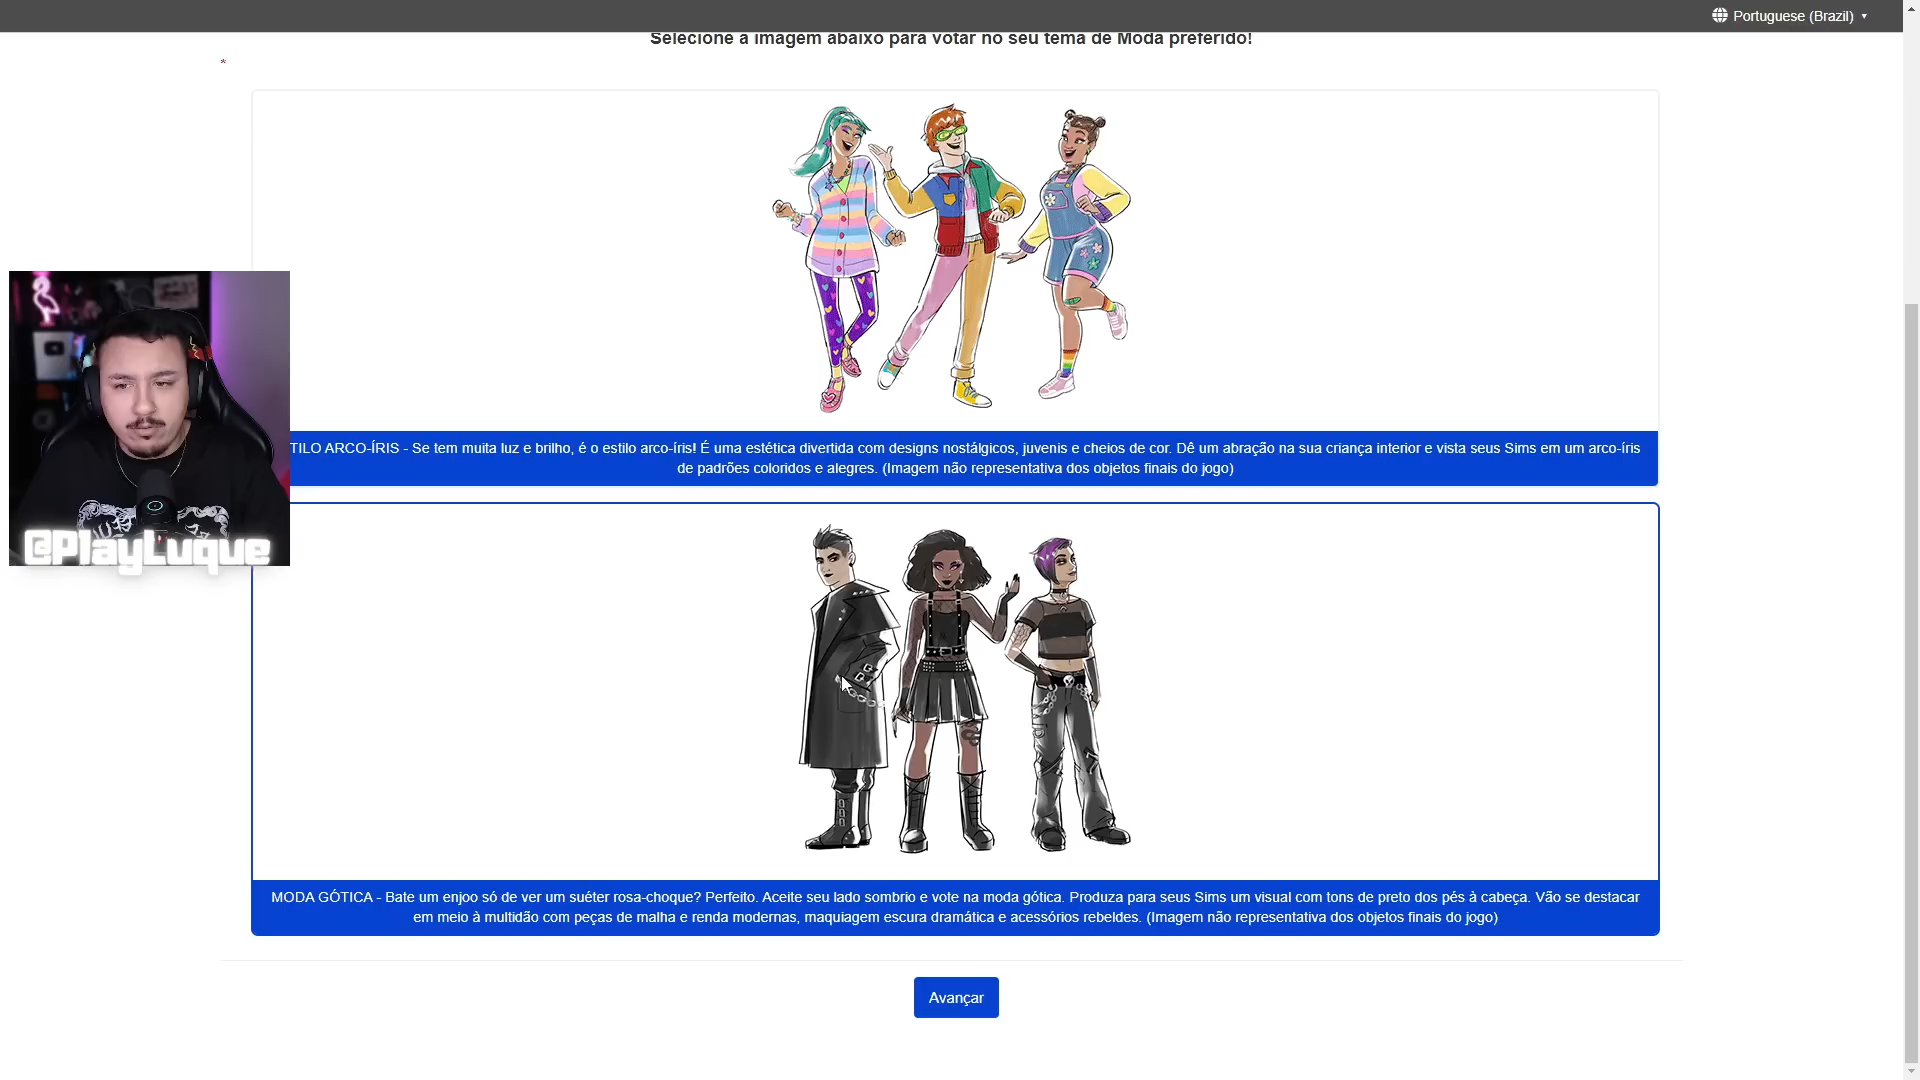 Portuguese (Brazil)
Selecione a imagem abaixo para votar no seu tema de Moda preferido!
*
TILO ARCO-ÍRIS - Se tem muita luz e brilho, é o estilo arco-íris! É uma estética divertida com designs nostálgicos, juvenis e cheios de cor. Dê um abração na sua criança interior e vista seus Sims em um arco-íris
de padrões coloridos e alegres. (Imagem não representativa dos objetos finais do jogo)
@PlayLuque
MODA GÓTICA - Bate um enjoo só de ver um suéter rosa-choque? Perfeito. Aceite seu lado sombrio e vote na moda gótica. Produza para seus Sims um visual com tons de preto dos pés à cabeça. Vão se destacar
em meio à multidão com peças de malha e renda modernas, maquiagem escura dramática e acessórios rebeldes. (Imagem não representativa dos objetos finais do jogo)
Avançar